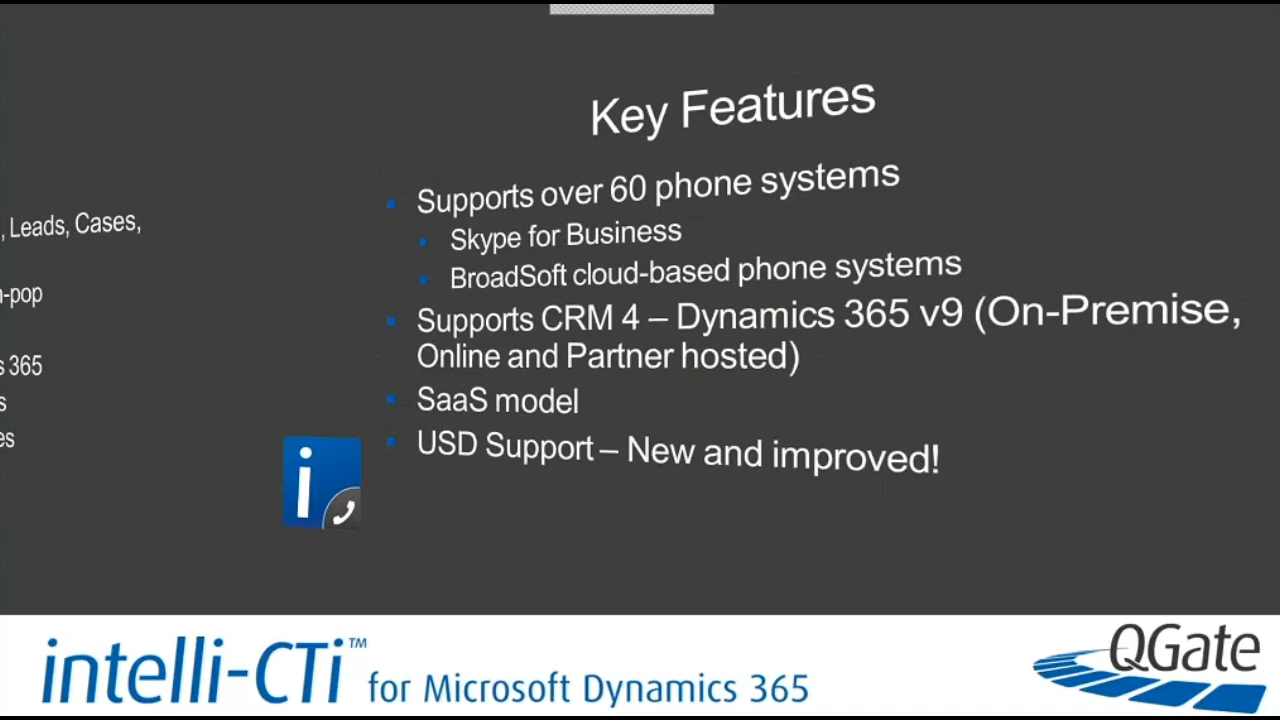 Key Features
Supports over 60 phone systems
Skype for Business
BroadSoft cloud-based phone systems
Supports CRM 4 – Dynamics 365 v9 (On-Premise,
Online and Partner hosted)
SaaS model
USD Support – New and improved!
, Leads, Cases,
-pop
365
i
intelli-CTi™ for Microsoft Dynamics 365
QGate